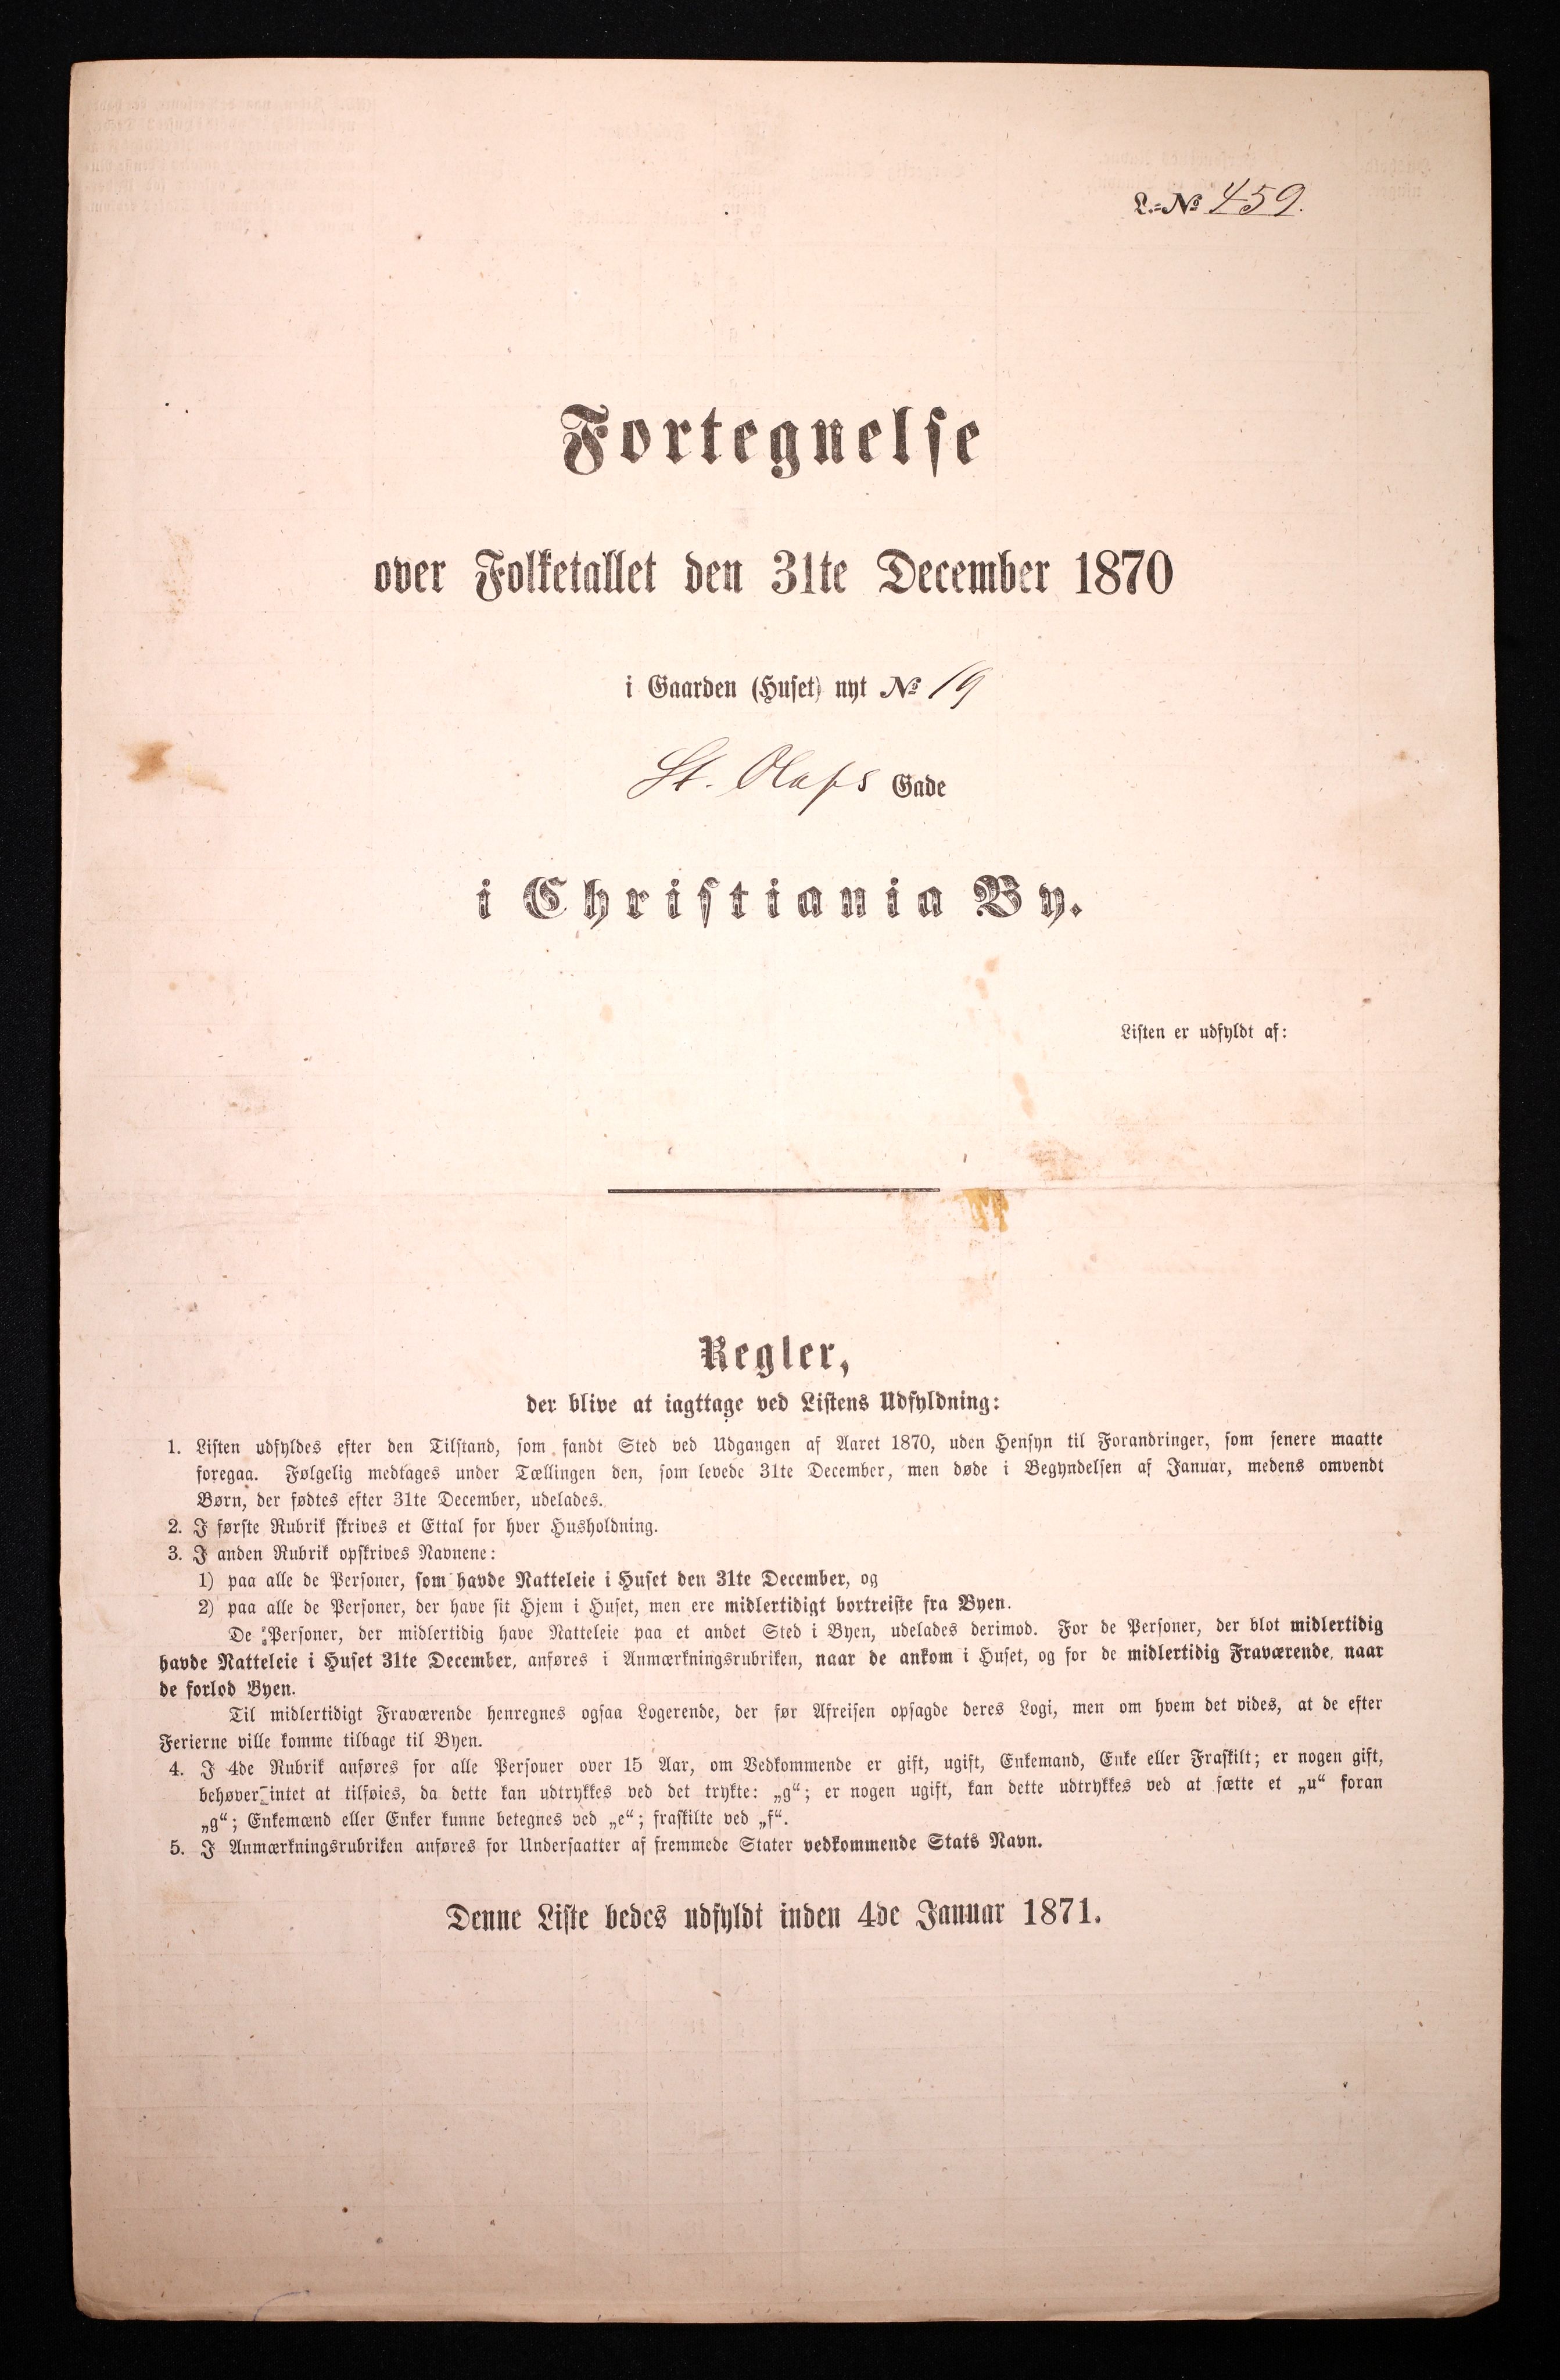 L.-№ 459.
Fortegnelse
over Folketallet den 31te December 1870
i Gaarden (Huset) nyt № 19
St. Olafs Gade
i Christiania By.
Listen er udfyldt af:
Regler,
der blive at iagttage ved Listens Udfyldning:
1. Listen udfyldes efter den Tilstand, som fandt Sted ved Udgangen af Aaret 1870, uden Hensyn til Forandringer, som senere maatte
foregaa. Følgelig medtages under Tællingen den, som levede 31te December, men døde i Begyndelsen af Januar, medens omvendt
Børn, der fødtes efter 31te December, udelades.
2. I første Rubrik skrives et Ettal for hver Husholdning.
3. I anden Rubrik opskrives Navnene:
1) paa alle de Personer, som havde Natteleie i Huset den 31te December, og
2) paa alle de Personer, der have sit Hjem i Huset, men ere midlertidigt bortreiste fra Byen.
De Personer, der midlertidig have Natteleie paa et andet Sted i Byen, udelades derimod. For de Personer, der blot midlertidig
havde Natteleie i Huset 31te December, anføres i Anmærkningsrubriken, naar de ankom i Huset, og for de midlertidig Fraværende, naar
de forlod Byen.
Til midlertidigt Fraværende henregnes ogsaa Logerende, der før Afreisen opsagde deres Logi, men om hvem det vides, at de efter
Ferierne ville komme tilbage til Byen.
4. I 4de Rubrik anføres for alle Personer over 15 Aar, om Vedkommende er gift, ugift, Enkemand, Enke eller Fraskilt; er nogen gift,
behøver intet at tilføies, da dette kan udtrykkes ved det trykte: „g“; er nogen ugift, kan dette udtrykkes ved at sætte et „u“ foran
„g“; Enkemænd eller Enker kunne betegnes ved „e“; fraskilte ved „f“.
5. I Anmærkningsrubriken anføres for Undersaatter af fremmede Stater vedkommende Stats Navn.
Denne Liste bedes udfyldt inden 4de Januar 1871.